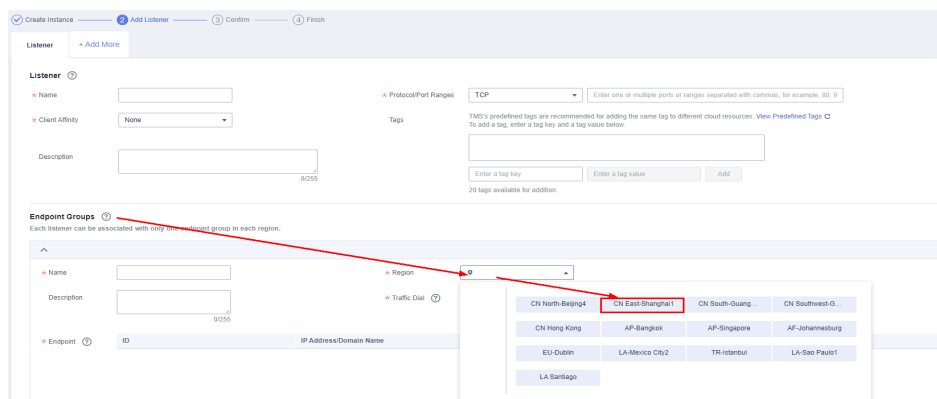 Create Instance
2 Add Listener
3 Confirm
4 Finish
Listener
+ Add More
Listener ?
* Name
* Protocol/Port Ranges
TCP
Enter one or multiple ports or ranges separated with commas, for example, 80, 9
* Client Affinity
None
Tags
TMS's predefined tags are recommended for adding the same tag to different cloud resources. View Predefined Tags
To add a tag, enter a tag key and a tag value below.
Description
0/255
Enter a tag key
Enter a tag value
Add
20 tags available for addition
Endpoint Groups ?
Each listener can be associated with only one endpoint group in each region.
* Name
* Region
Description
0/255
* Traffic Dial ?
CN North-Beijing4
CN East-Shanghai1
CN South-Guang...
CN Southwest-G...
CN Hong Kong
AP-Bangkok
AP-Singapore
AF-Johannesburg
* Endpoint ?
ID
IP Address/Domain Name
EU-Dublin
LA-Mexico City2
TR-Istanbul
LA-Sao Paulo1
LA Santiago